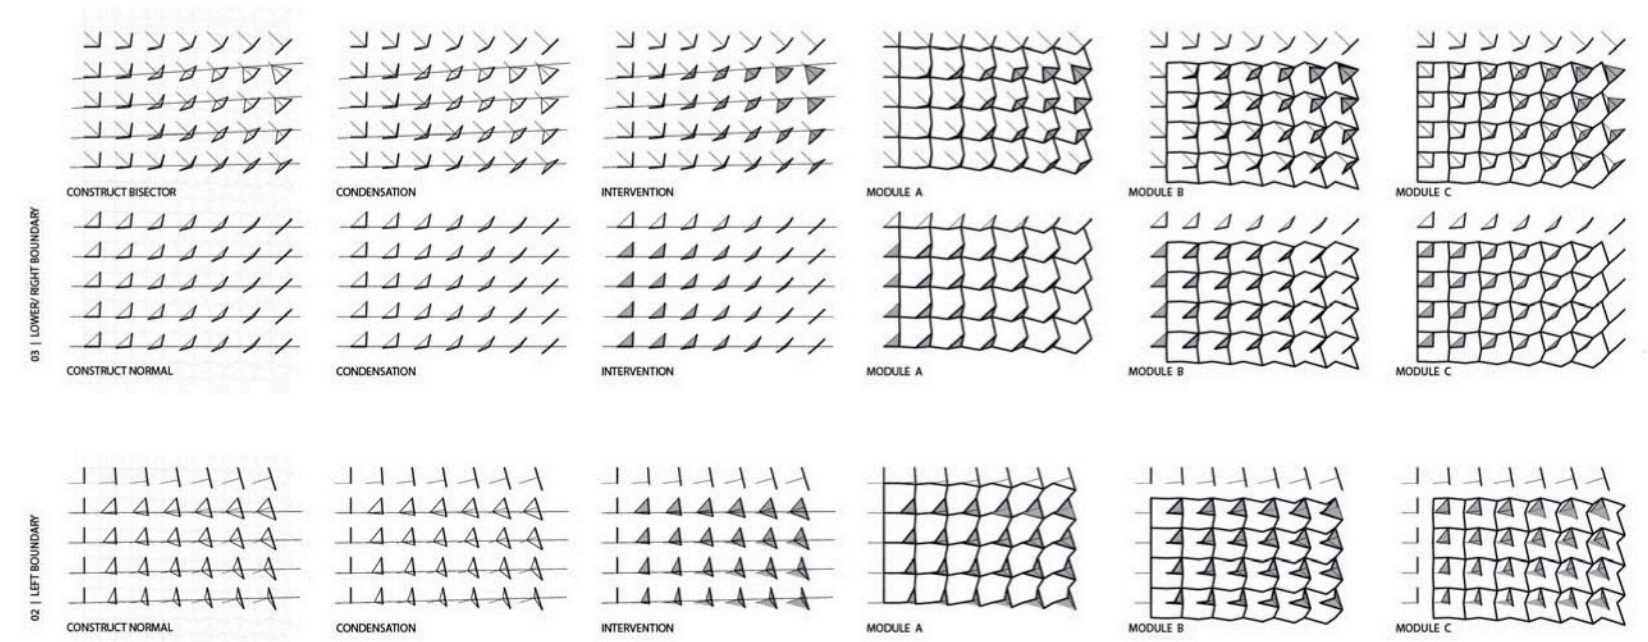 CONSTRUCT BISECTOR
CONDENSATION
INTERVENTION
MODULE A
MODULE B
MODULE C
03 | LOWER/ RIGHT BOUNDARY
CONSTRUCT NORMAL
CONDENSATION
INTERVENTION
MODULE A
MODULE B
MODULE C
02 | LEFT BOUNDARY
CONSTRUCT NORMAL
CONDENSATION
INTERVENTION
MODULE A
MODULE B
MODULE C